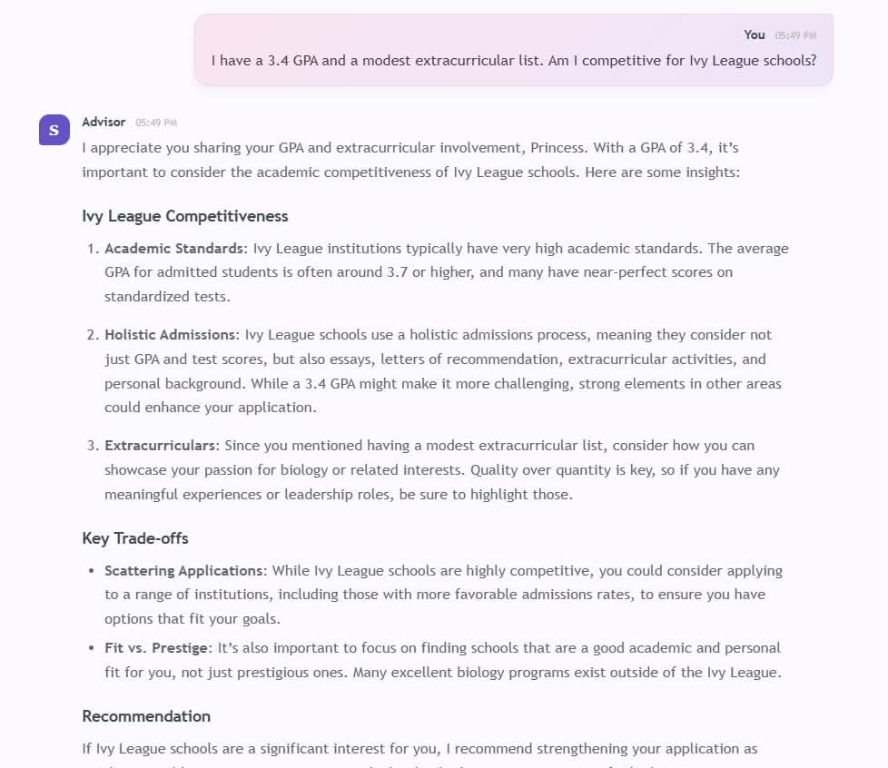 You 05:49 PM
I have a 3.4 GPA and a modest extracurricular list. Am I competitive for Ivy League schools?
S
Advisor 05:49 PM
I appreciate you sharing your GPA and extracurricular involvement, Princess. With a GPA of 3.4, it’s
important to consider the academic competitiveness of Ivy League schools. Here are some insights:
Ivy League Competitiveness
1. Academic Standards: Ivy League institutions typically have very high academic standards. The average
GPA for admitted students is often around 3.7 or higher, and many have near-perfect scores on
standardized tests.
2. Holistic Admissions: Ivy League schools use a holistic admissions process, meaning they consider not
just GPA and test scores, but also essays, letters of recommendation, extracurricular activities, and
personal background. While a 3.4 GPA might make it more challenging, strong elements in other areas
could enhance your application.
3. Extracurriculars: Since you mentioned having a modest extracurricular list, consider how you can
showcase your passion for biology or related interests. Quality over quantity is key, so if you have any
meaningful experiences or leadership roles, be sure to highlight those.
Key Trade-offs
• Scattering Applications: While Ivy League schools are highly competitive, you could consider applying
to a range of institutions, including those with more favorable admissions rates, to ensure you have
options that fit your goals.
• Fit vs. Prestige: It’s also important to focus on finding schools that are a good academic and personal
fit for you, not just prestigious ones. Many excellent biology programs exist outside of the Ivy League.
Recommendation
If Ivy League schools are a significant interest for you, I recommend strengthening your application as